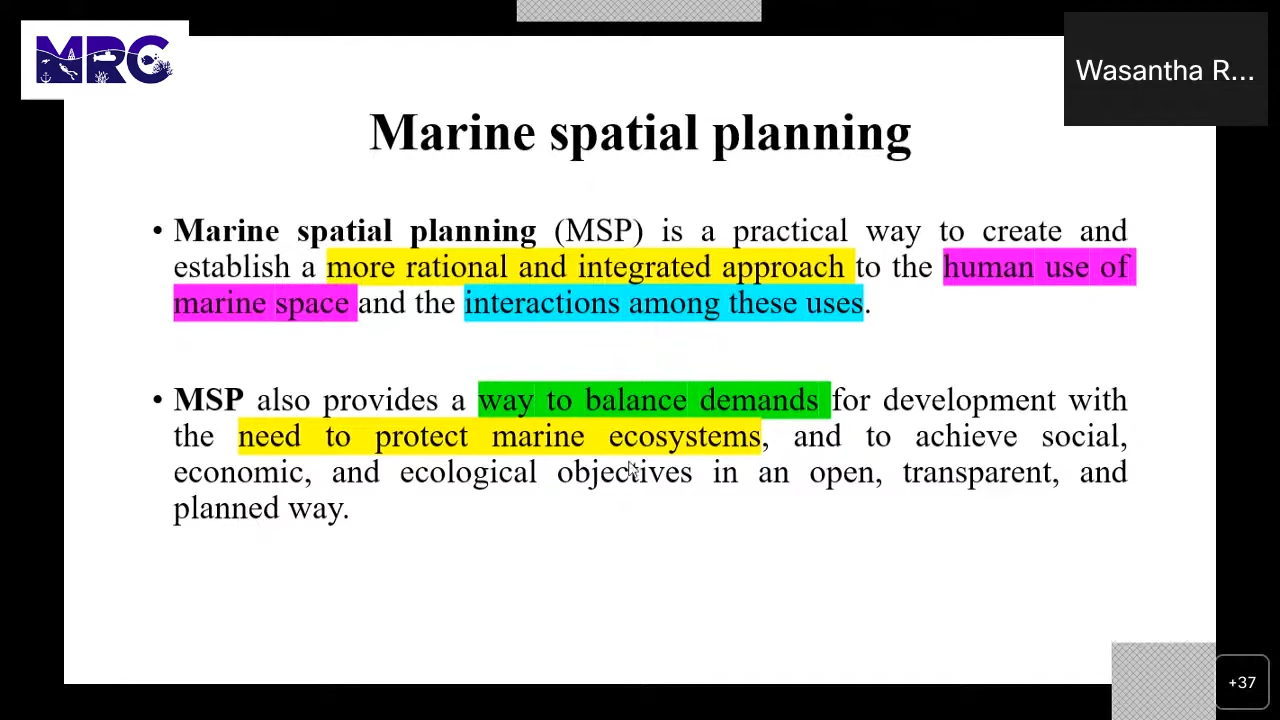 MRC
Wasantha R...
Marine spatial planning
• Marine spatial planning (MSP) is a practical way to create and
establish a more rational and integrated approach to the human use of
marine space and the interactions among these uses.
• MSP also provides a way to balance demands for development with
the need to protect marine ecosystems, and to achieve social,
economic, and ecological objectives in an open, transparent, and
planned way.
+37